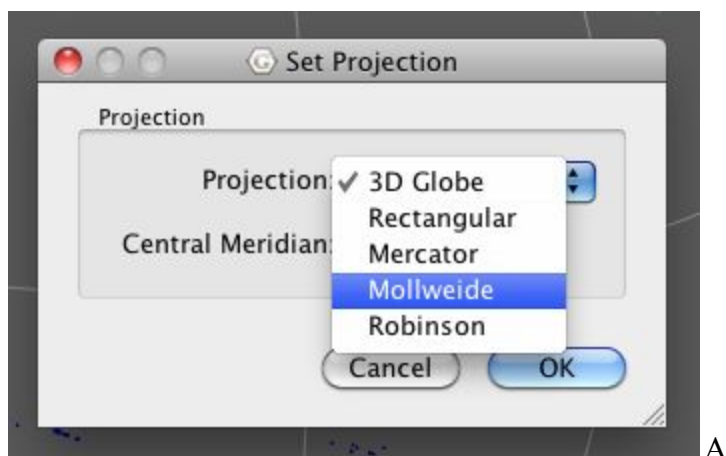 Set Projection
Projection
Projection: ✓ 3D Globe
Rectangular
Central Meridian: Mercator
Mollweide
Robinson
Cancel OK
A